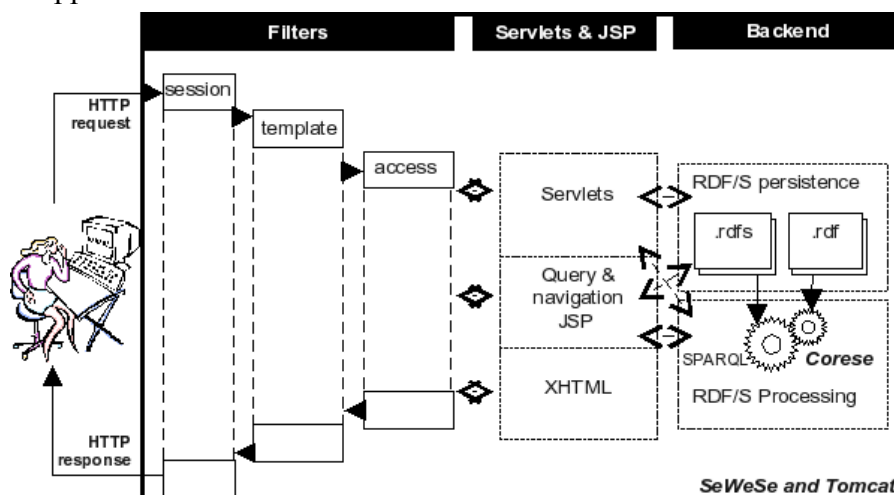 Filters
Servlets & JSP
Backend
session
HTTP
request
template
access
Servlets
RDF/S persistence
.rdfs
.rdf
Query &
navigation
JSP
SPARQL
Corese
RDF/S Processing
XHTML
HTTP
response
SeWeSe and Tomcat